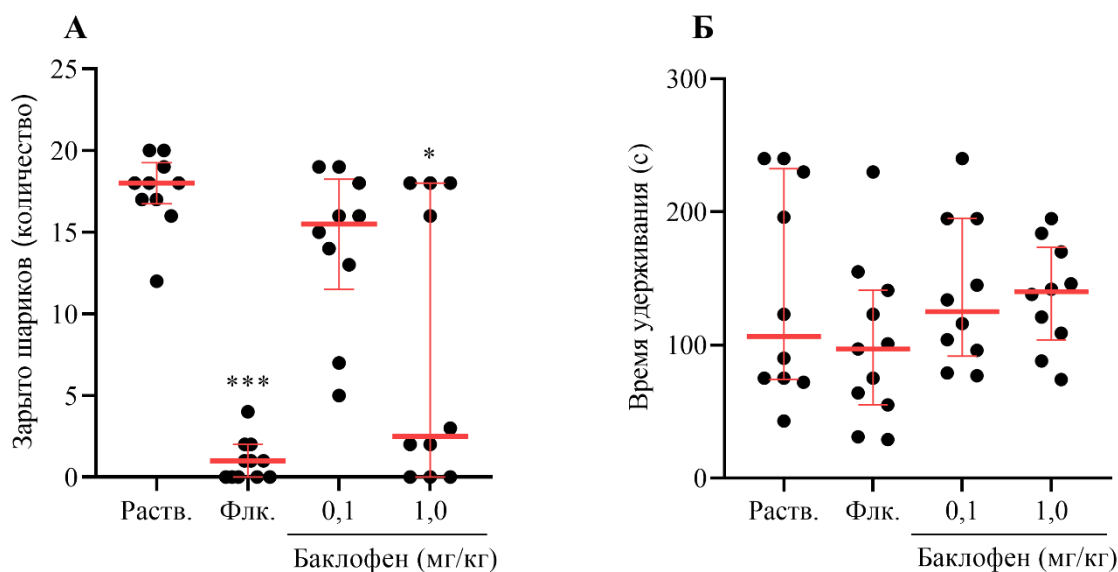 А
Зарыто шариков (количество)
25
20
15
10
5
0
***
*
Раств.
Флк.
0,1
1,0
Баклофен (мг/кг)
Б
Время удерживания (с)
300
200
100
0
Раств.
Флк.
0,1
1,0
Баклофен (мг/кг)